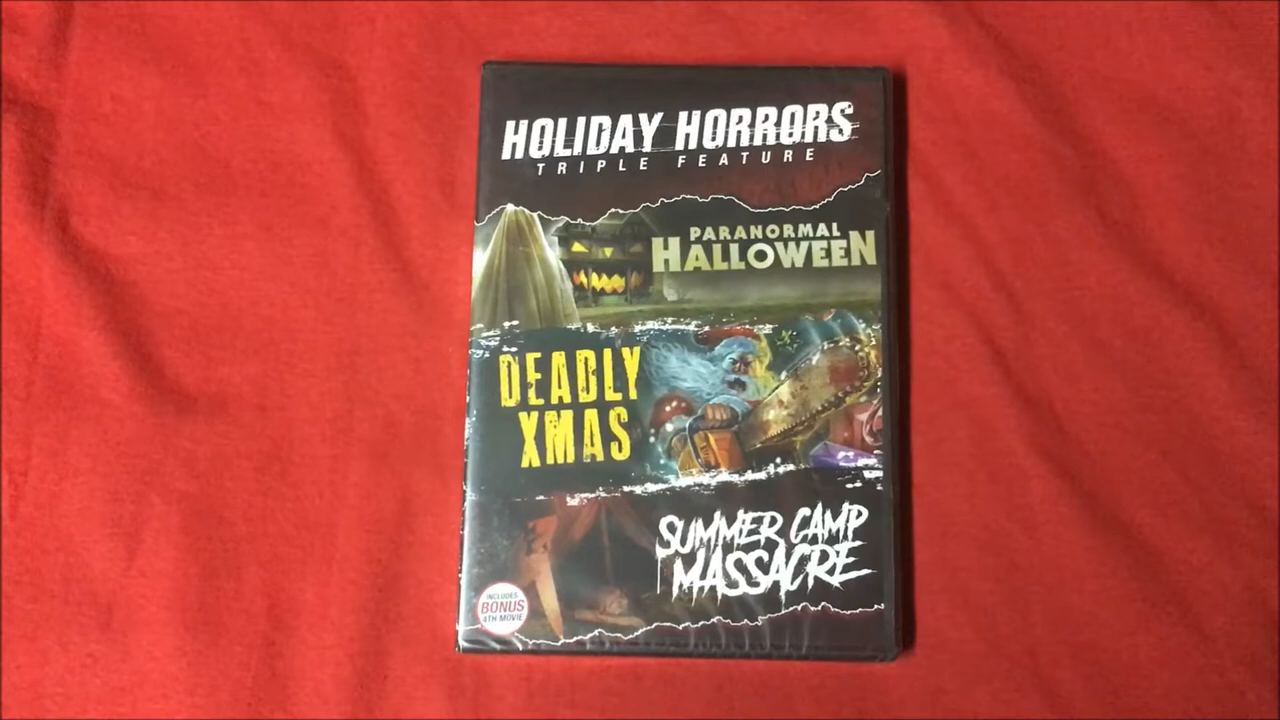 HOLIDAY HORRORS
TRIPLE FEATURE
PARANORMAL
HALLOWEEN
DEADLY
XMAS
SUMMER CAMP
MASSACRE
INCLUDES
BONUS
4TH MOVIE